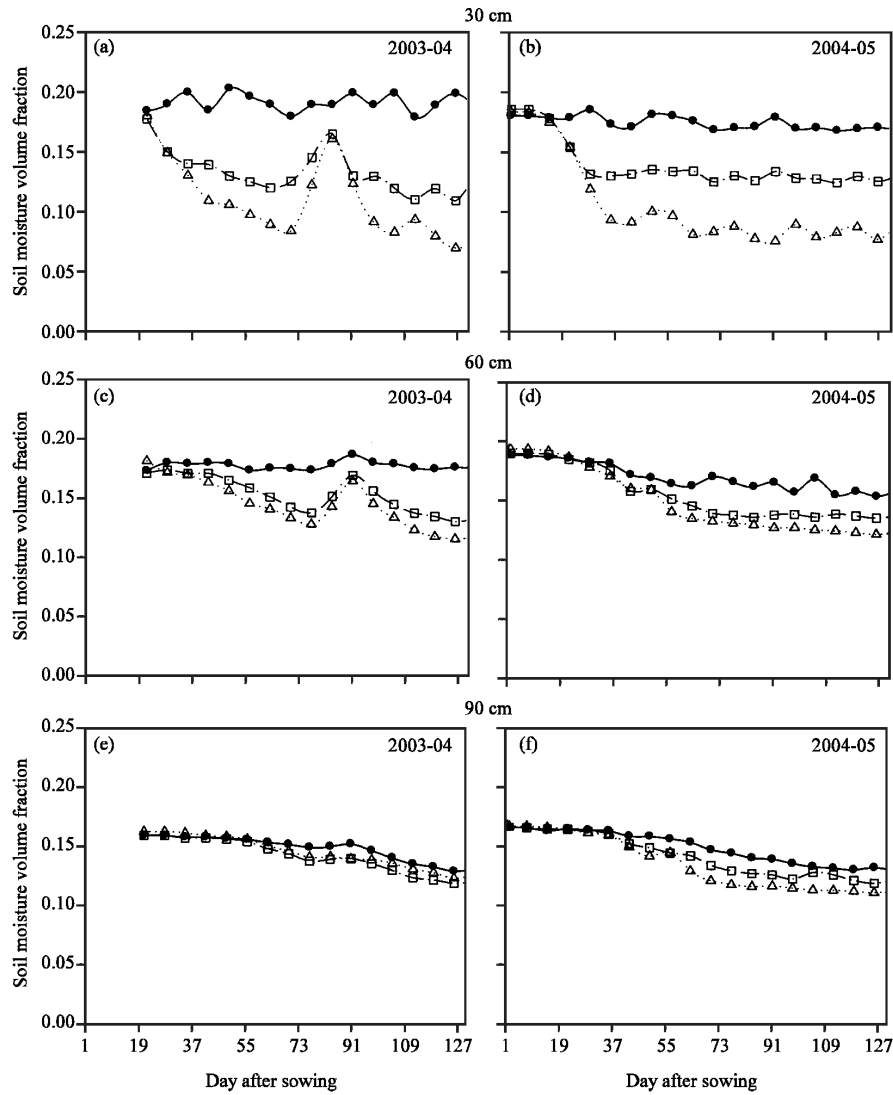 30 cm
(a) 2003-04
(b) 2004-05
0.25
0.20
0.15
0.10
0.05
0.00
Soil moisture volume fraction
60 cm
(c) 2003-04
(d) 2004-05
0.25
0.20
0.15
0.10
0.05
0.00
Soil moisture volume fraction
90 cm
(e) 2003-04
(f) 2004-05
0.25
0.20
0.15
0.10
0.05
0.00
Soil moisture volume fraction
1 19 37 55 73 91 109 127
1 19 37 55 73 91 109 127
Day after sowing
Day after sowing